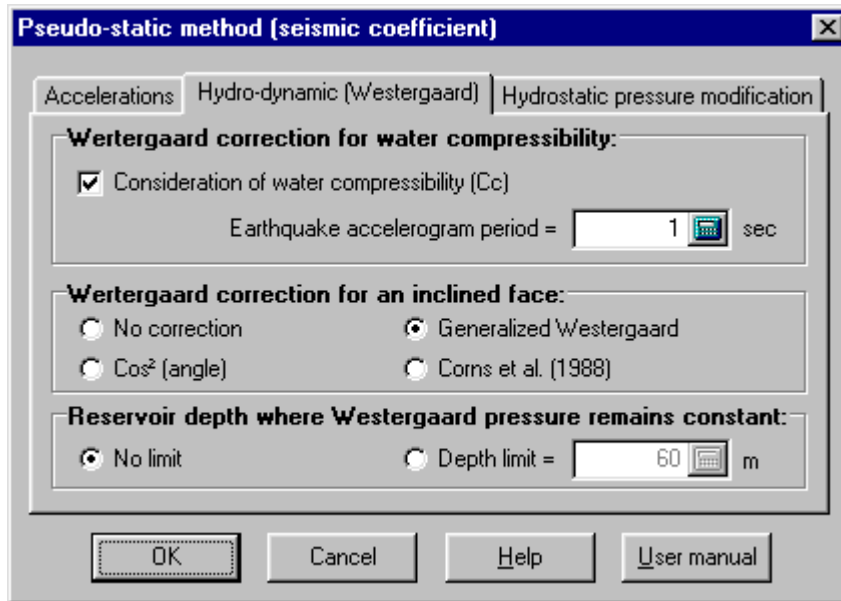 Pseudo-static method (seismic coefficient)
Accelerations Hydro-dynamic (Westergaard) Hydrostatic pressure modification
Wertergaard correction for water compressibility:
Consideration of water compressibility (Cc)
Earthquake accelerogram period = 1 sec
Wertergaard correction for an inclined face:
No correction Generalized Westergaard
Cos² (angle) Corns et al. (1988)
Reservoir depth where Westergaard pressure remains constant:
No limit Depth limit = 60 m
OK Cancel Help User manual